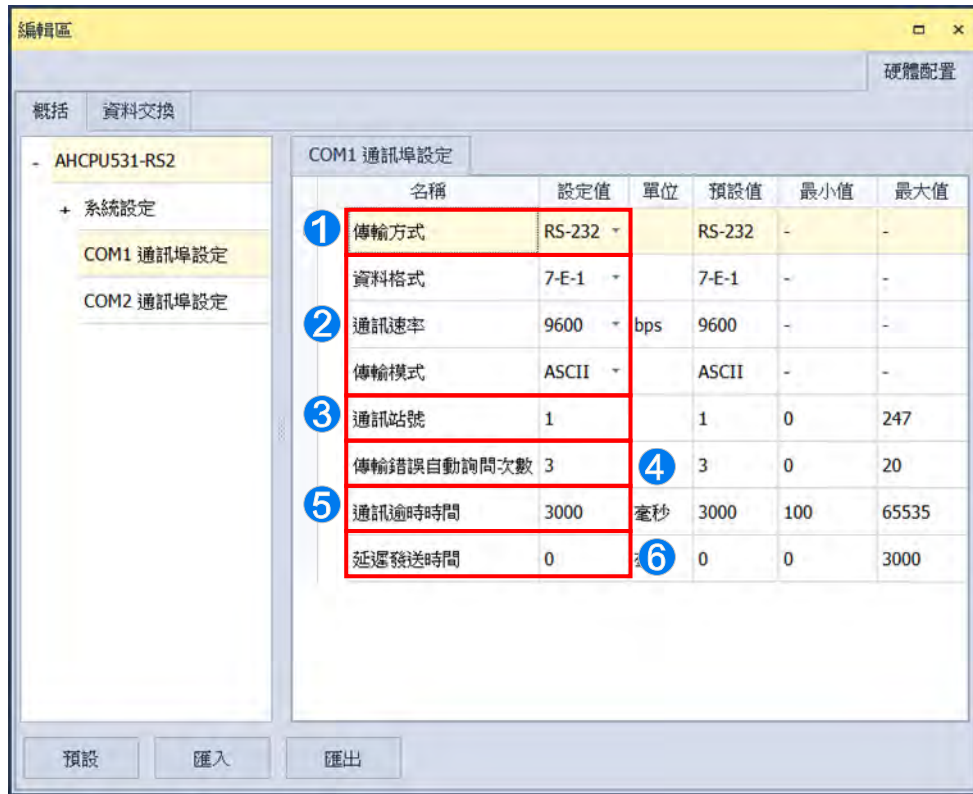 編輯區
硬體配置
概括 資料交換
- AHCPU531-RS2
+ 系統設定
COM1 通訊埠設定
COM2 通訊埠設定
COM1 通訊埠設定
名稱 設定值 單位 預設值 最小值 最大值
1 傳輸方式 RS-232 RS-232 - -
資料格式 7-E-1 7-E-1 - -
2 通訊速率 9600 bps 9600 - -
傳輸模式 ASCII ASCII - -
3 通訊站號 1 1 0 247
傳輸錯誤自動詢問次數 3 4 3 0 20
5 通訊逾時時間 3000 毫秒 3000 100 65535
延遲發送時間 0 6 0 0 3000
預設 匯入 匯出